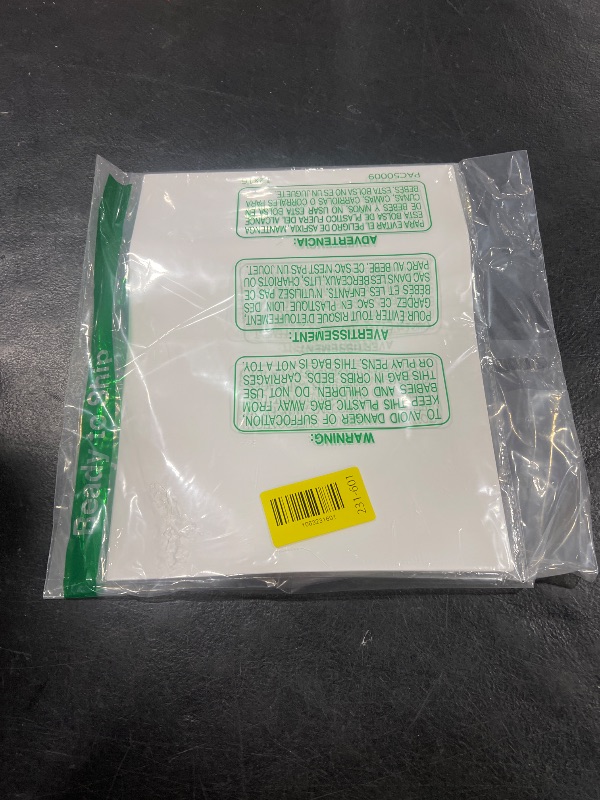 WARNING:
TO AVOID DANGER OF SUFFOCATION,
KEEP THIS PLASTIC BAG AWAY FROM
BABIES AND CHILDREN. DO NOT USE
THIS BAG IN CRIBS, BEDS, CARRIAGES
OR PLAY PENS. THIS BAG IS NOT A TOY.
AVERTISSEMENT:
POUR EVITER TOUT RISQUE D'ETOUFFEMENT,
GARDEZ CE SAC EN PLASTIQUE LOIN DES
BÉBÉS ET LES ENFANTS. N'UTILISEZ PAS CE
SAC DANS LES BERCEAUX, LITS, CHARIOTS OU
PARC AU BEBE. CE SAC N'EST PAS UN JOUET.
ADVERTENCIA:
PARA EVITAR EL PELIGRO DE ASFIXIA, MANTENGA
ESTA BOLSA DE PLASTICO FUERA DEL ALCANCE
DE BEBES Y NIÑOS. NO USAR ESTA BOLSA EN
CUNAS, CAMAS, CARRIOLAS O CORRALES PARA
BEBES. ESTA BOLSA NO ES UN JUGUETE.
PAC50009
Ready to Ship
231-601
1003231601